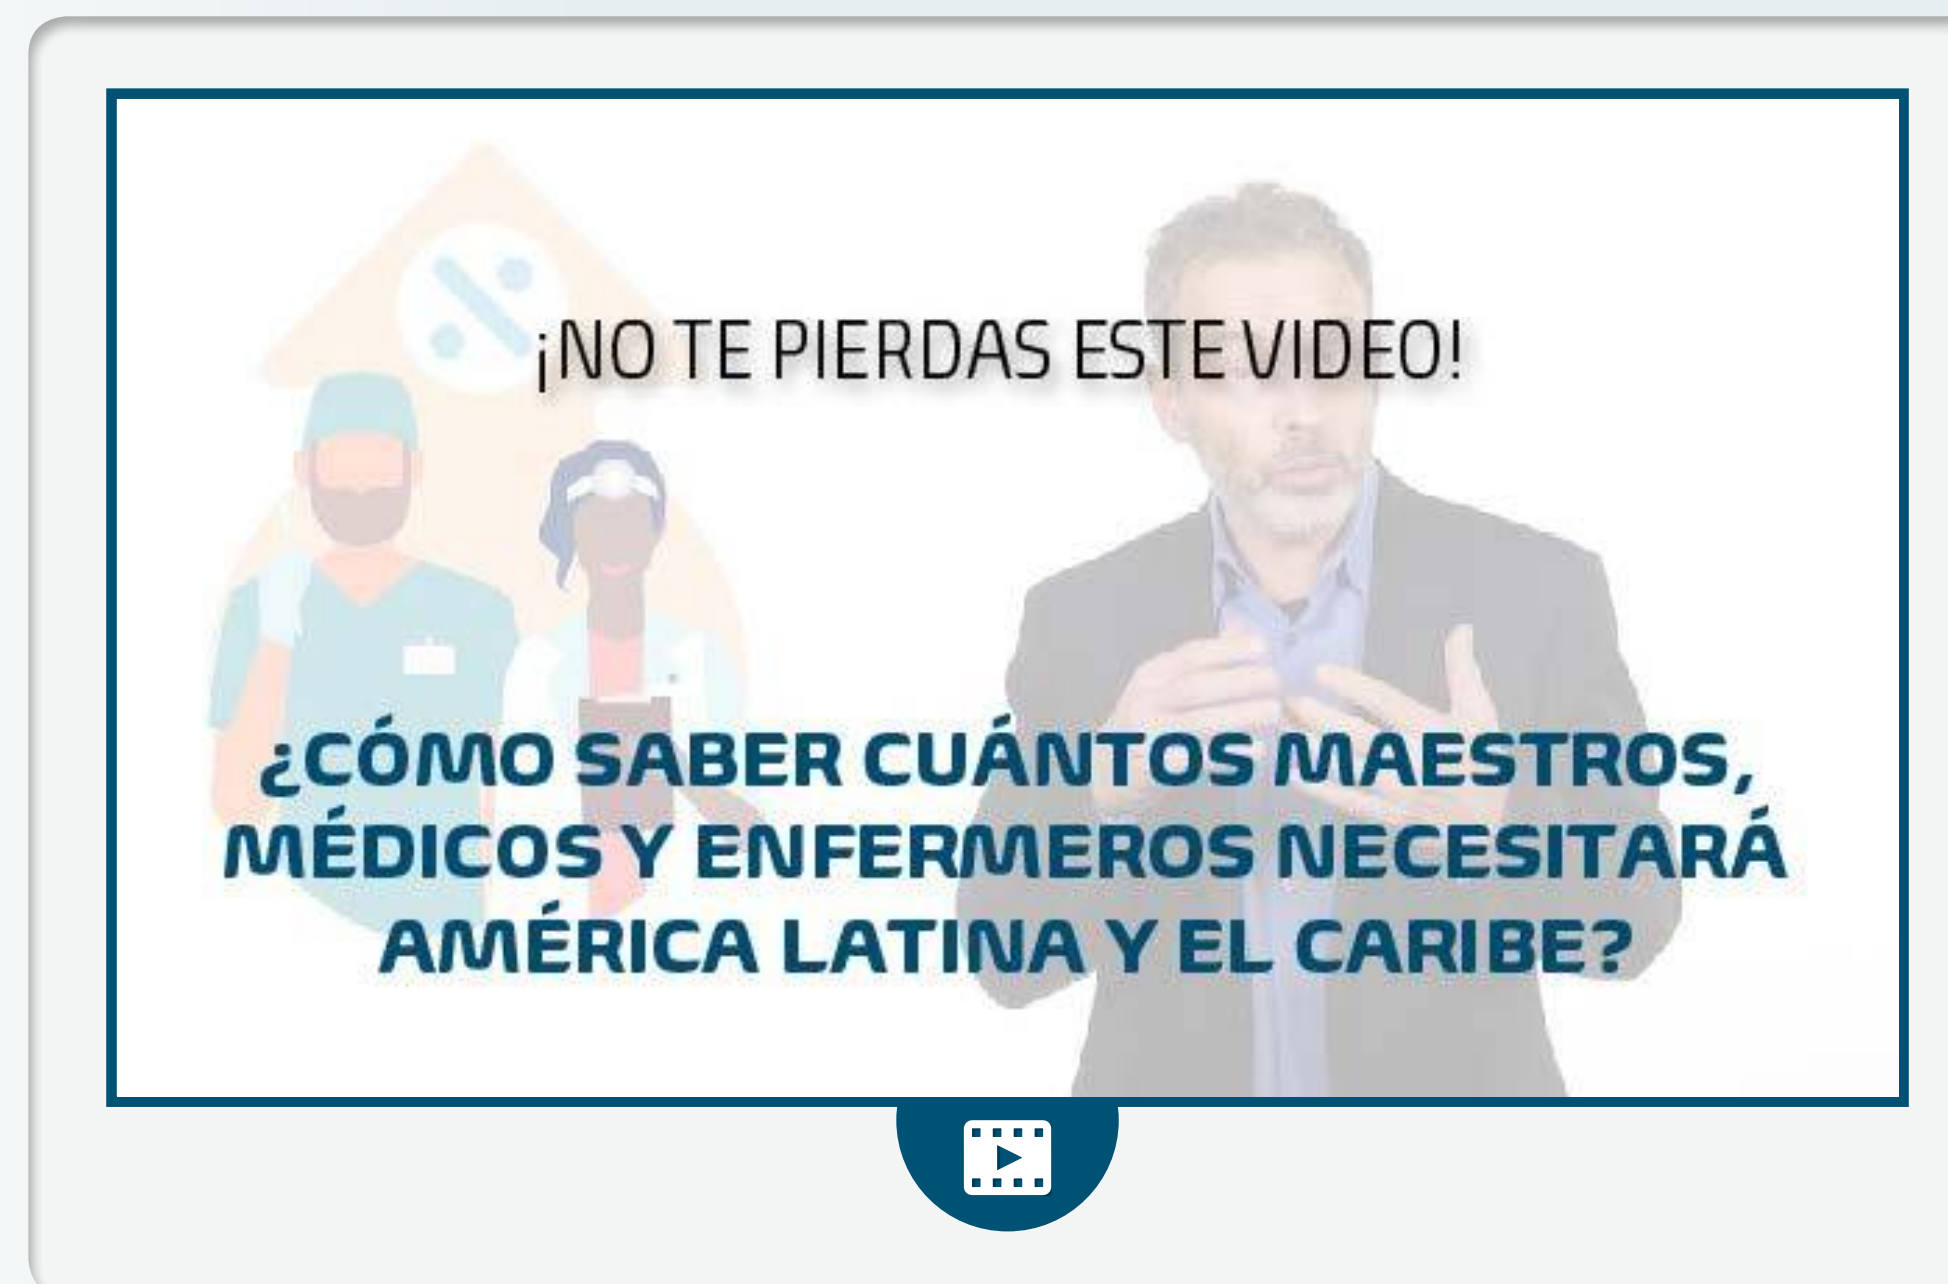 ¡NO TE PIERDAS ESTE VIDEO!
¿CÓMO SABER CUÁNTOS MAESTROS,
MÉDICOS Y ENFERMEROS NECESITARÁ
AMÉRICA LATINA Y EL CARIBE?